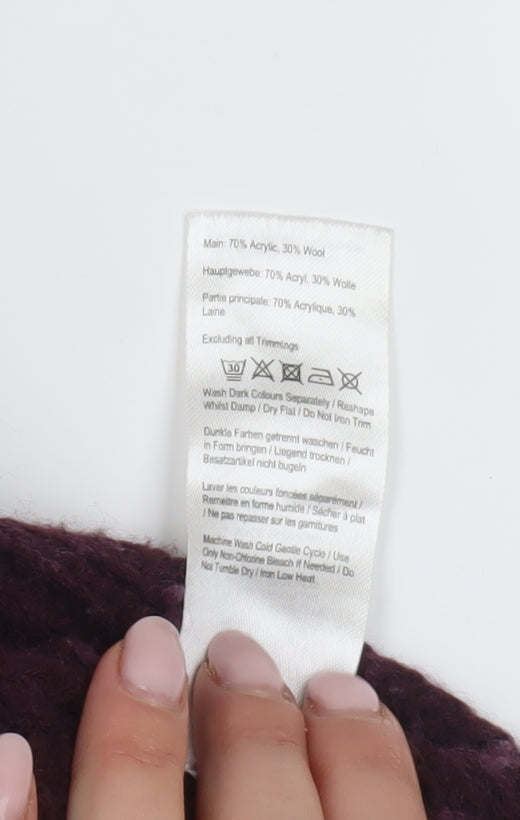 Main: 70% Acrylic, 30% Wool
Hauptgewebe: 70% Acryl, 30% Wolle
Partie principale: 70% Acrylique, 30%
Laine
Excluding all Trimmings
30
Wash Dark Colours Separately / Reshape
Whilst Damp / Dry Flat / Do Not Iron Trim
Dunkle Farben getrennt waschen / Feucht
in Form bringen / Liegend trocknen /
Besatzartikel nicht bugeln
Laver les couleurs foncées séparément /
Remettre en forme humide / Sécher à plat
/ Ne pas repasser sur les garnitures
Machine Wash Cold Gentle Cycle / Use
Only Non-Chlorine Bleach If Needed / Do
Not Tumble Dry / Iron Low Heat